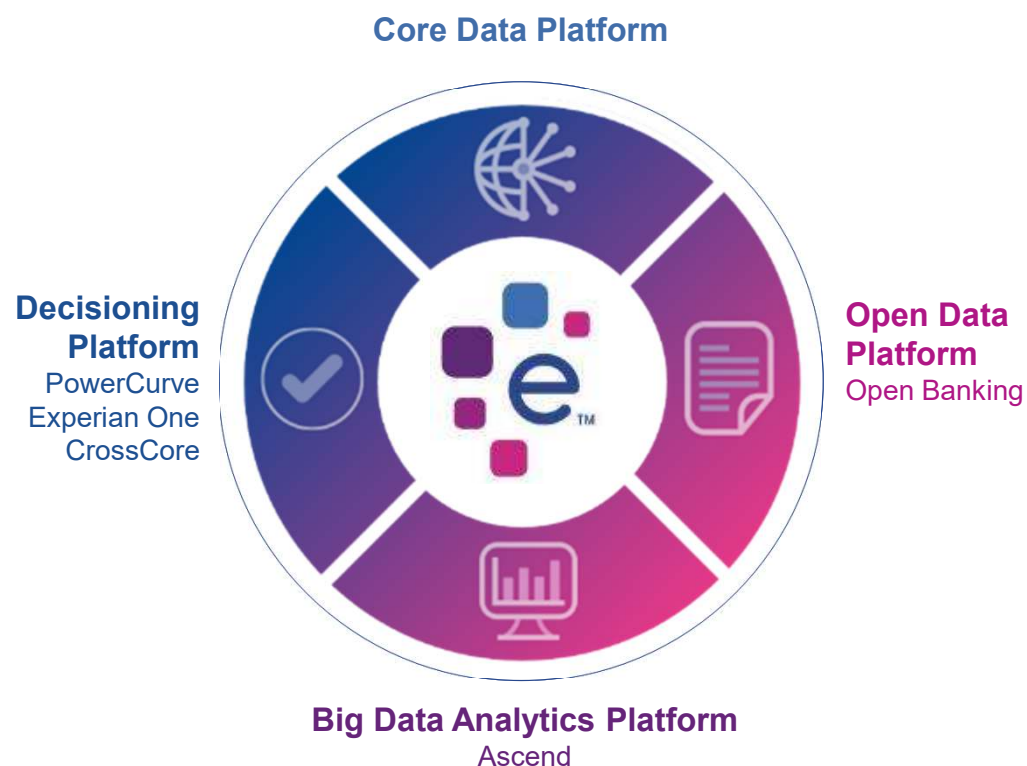 Core Data Platform
Decisioning
Platform
PowerCurve
Experian One
CrossCore
e
TM
Open Data
Platform
Open Banking
Big Data Analytics Platform
Ascend